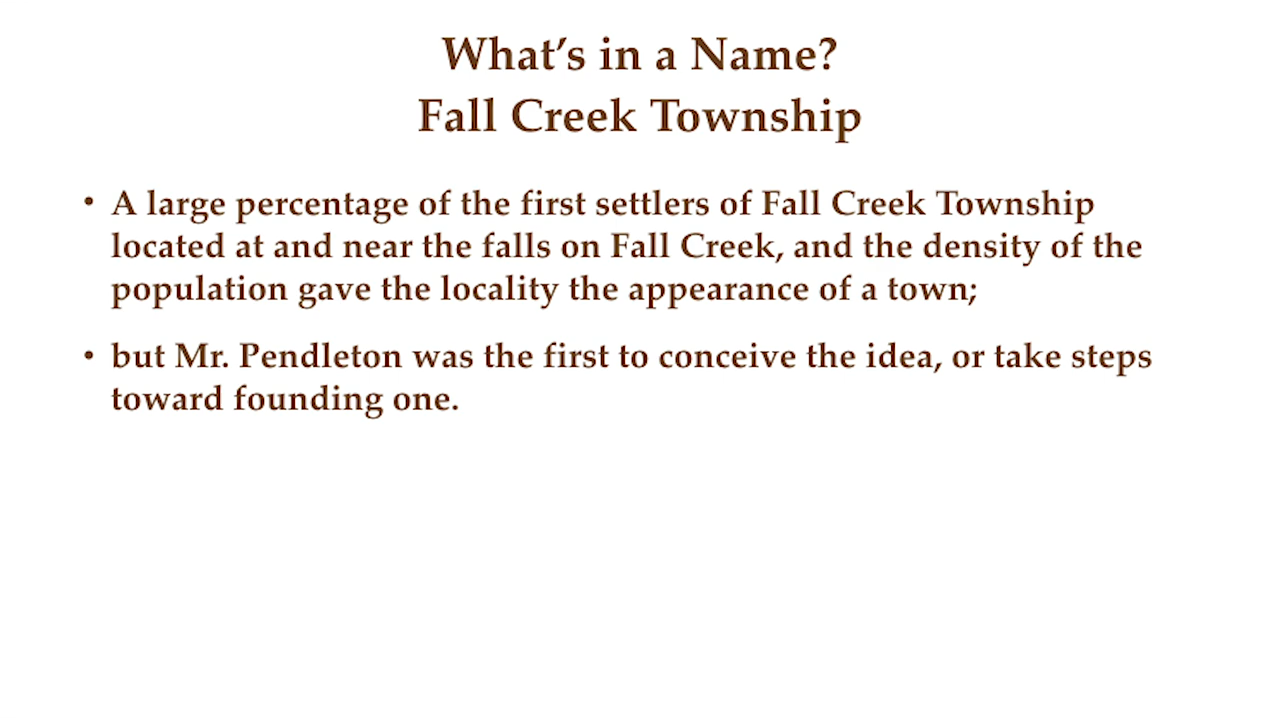 What’s in a Name?
Fall Creek Township
• A large percentage of the first settlers of Fall Creek Township
located at and near the falls on Fall Creek, and the density of the
population gave the locality the appearance of a town;
• but Mr. Pendleton was the first to conceive the idea, or take steps
toward founding one.